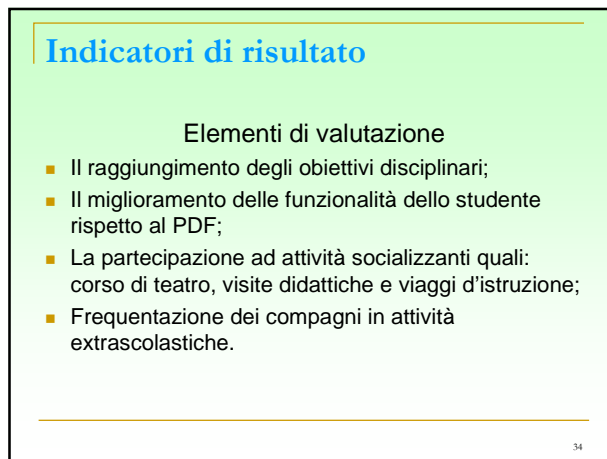 Indicatori di risultato
Elementi di valutazione
Il raggiungimento degli obiettivi disciplinari;
Il miglioramento delle funzionalità dello studente
rispetto al PDF;
La partecipazione ad attività socializzanti quali:
corso di teatro, visite didattiche e viaggi d'istruzione;
Frequentazione dei compagni in attività
extrascolastiche.
34